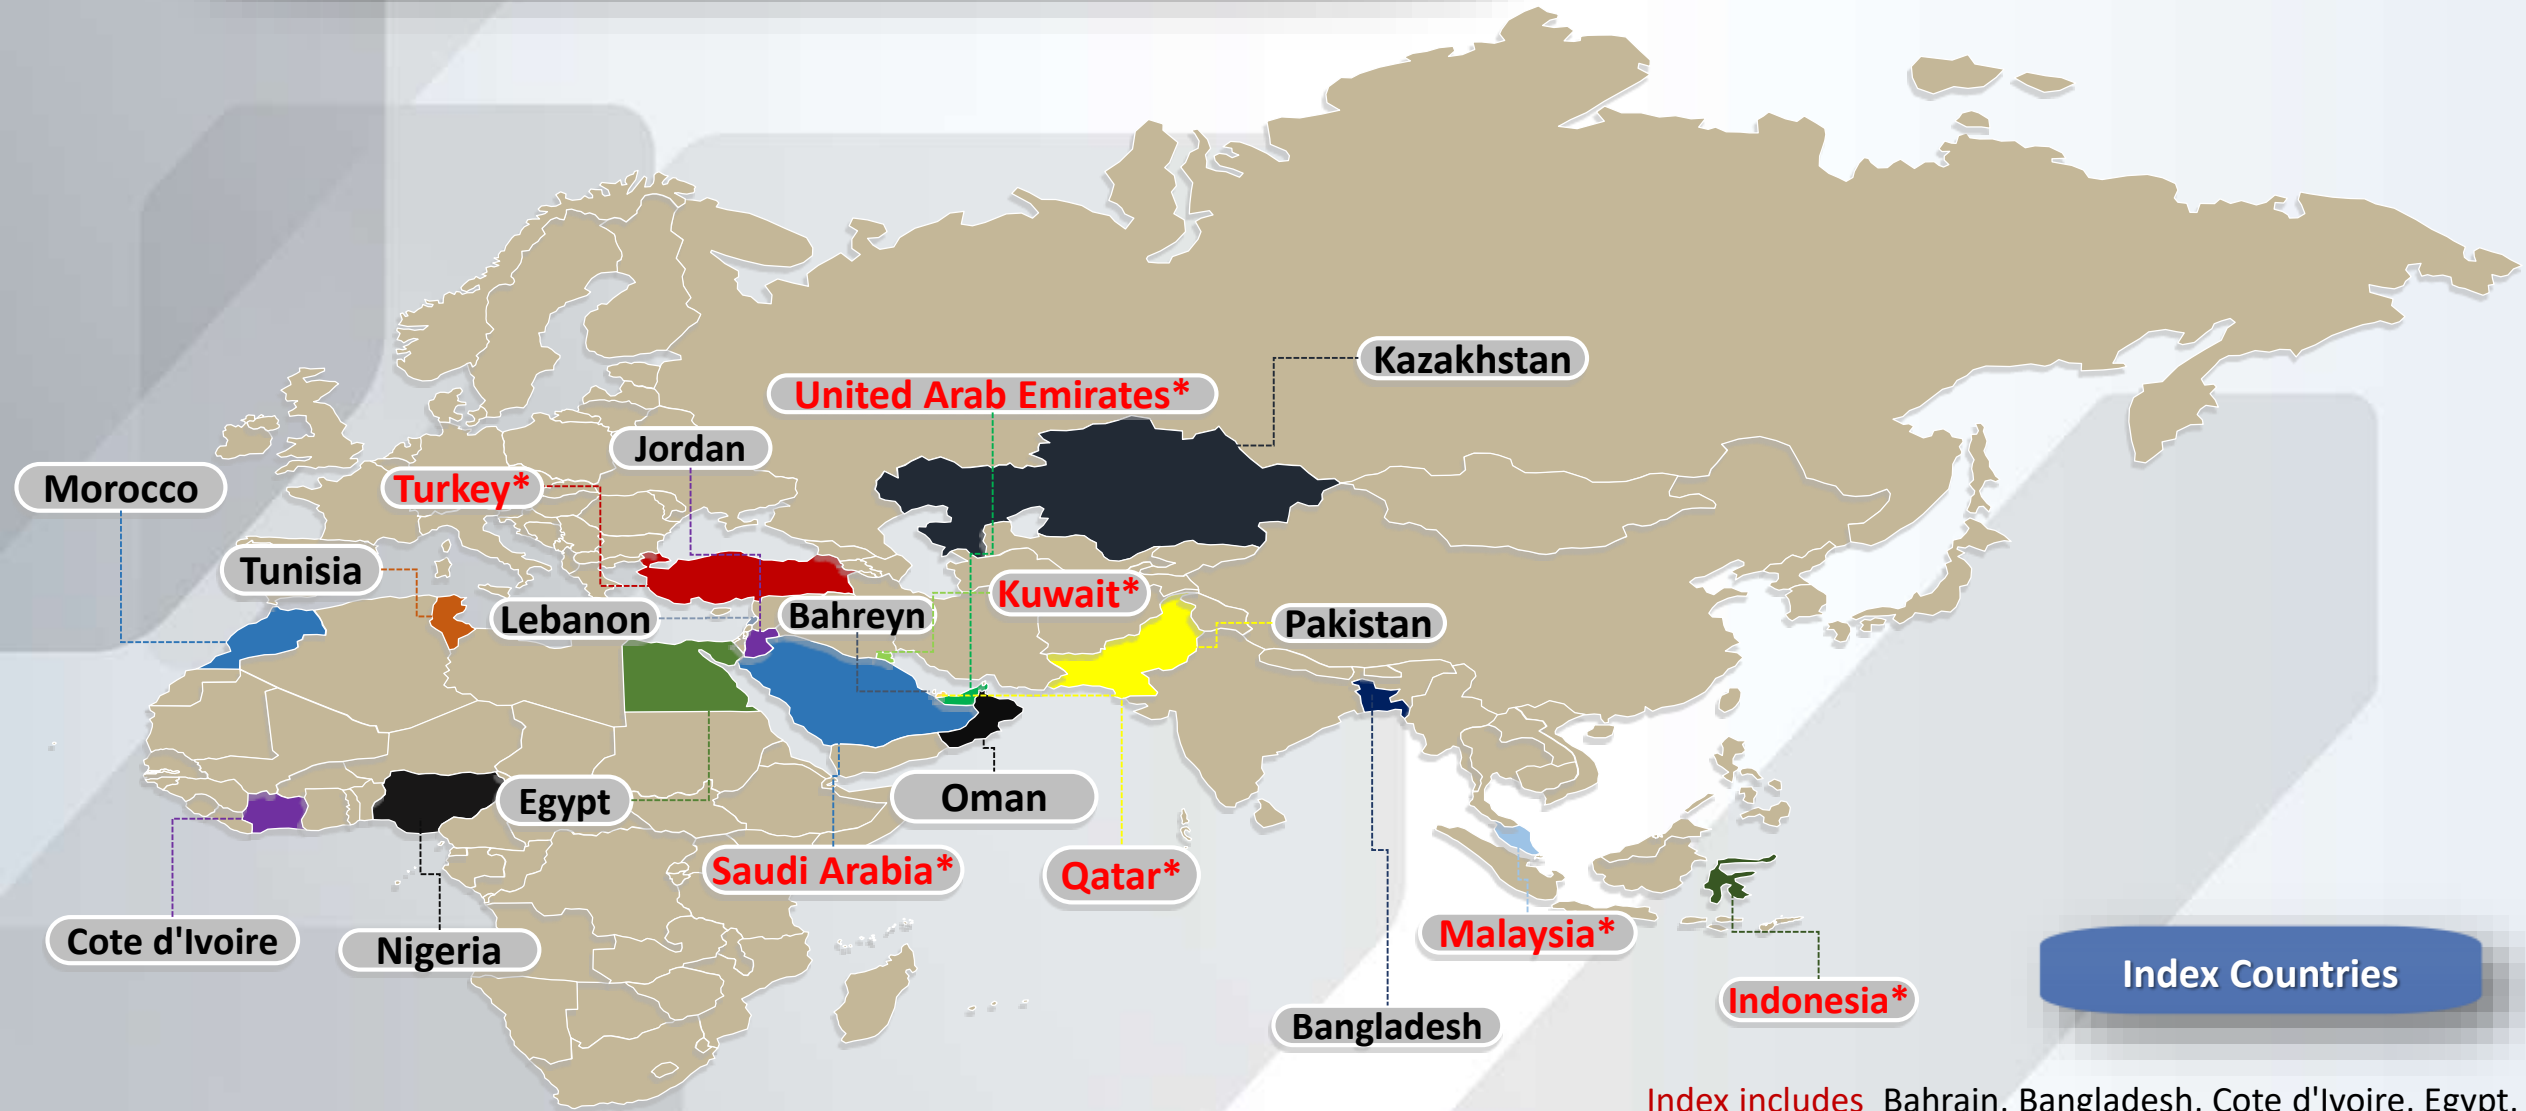 Kazakhstan
United Arab Emirates*
Jordan
Morocco
Turkey*
Tunisia
Kuwait*
Lebanon
Bahreyn
Pakistan
Egypt
Oman
Saudi Arabia*
Qatar*
Malaysia*
Cote d'Ivoire
Nigeria
Index Countries
Indonesia*
Bangladesh
Index includes Bahrain, Bangladesh, Cote d'Ivoire, Egypt,